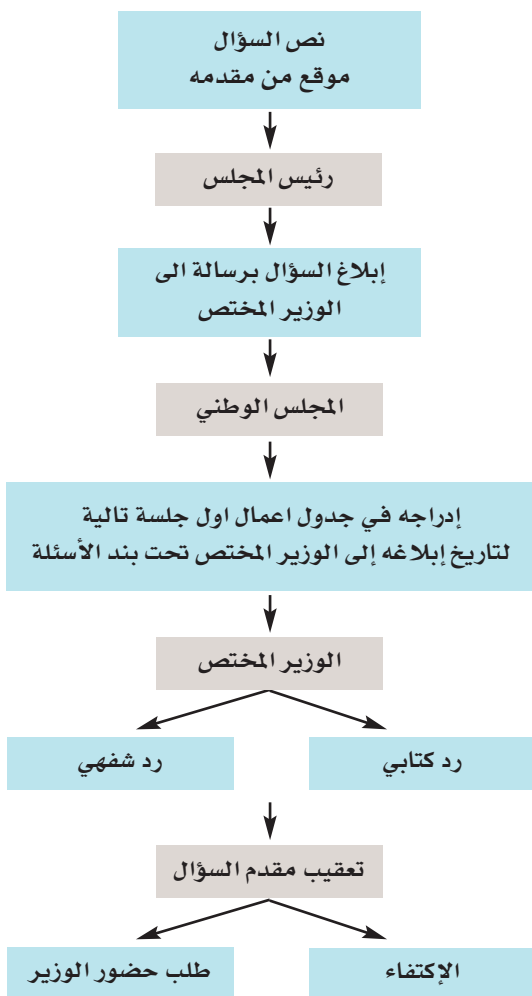 نص السؤال
موقع من مقدمه
رئيس المجلس
إبلاغ السؤال برسالة الى
الوزير المختص
المجلس الوطني
إدراجه في جدول اعمال اول جلسة تالية
لتاريخ إبلاغه إلى الوزير المختص تحت بند الأسئلة
الوزير المختص
رد كتابي
رد شفهي
تعقيب مقدم السؤال
الإكتفاء
طلب حضور الوزير